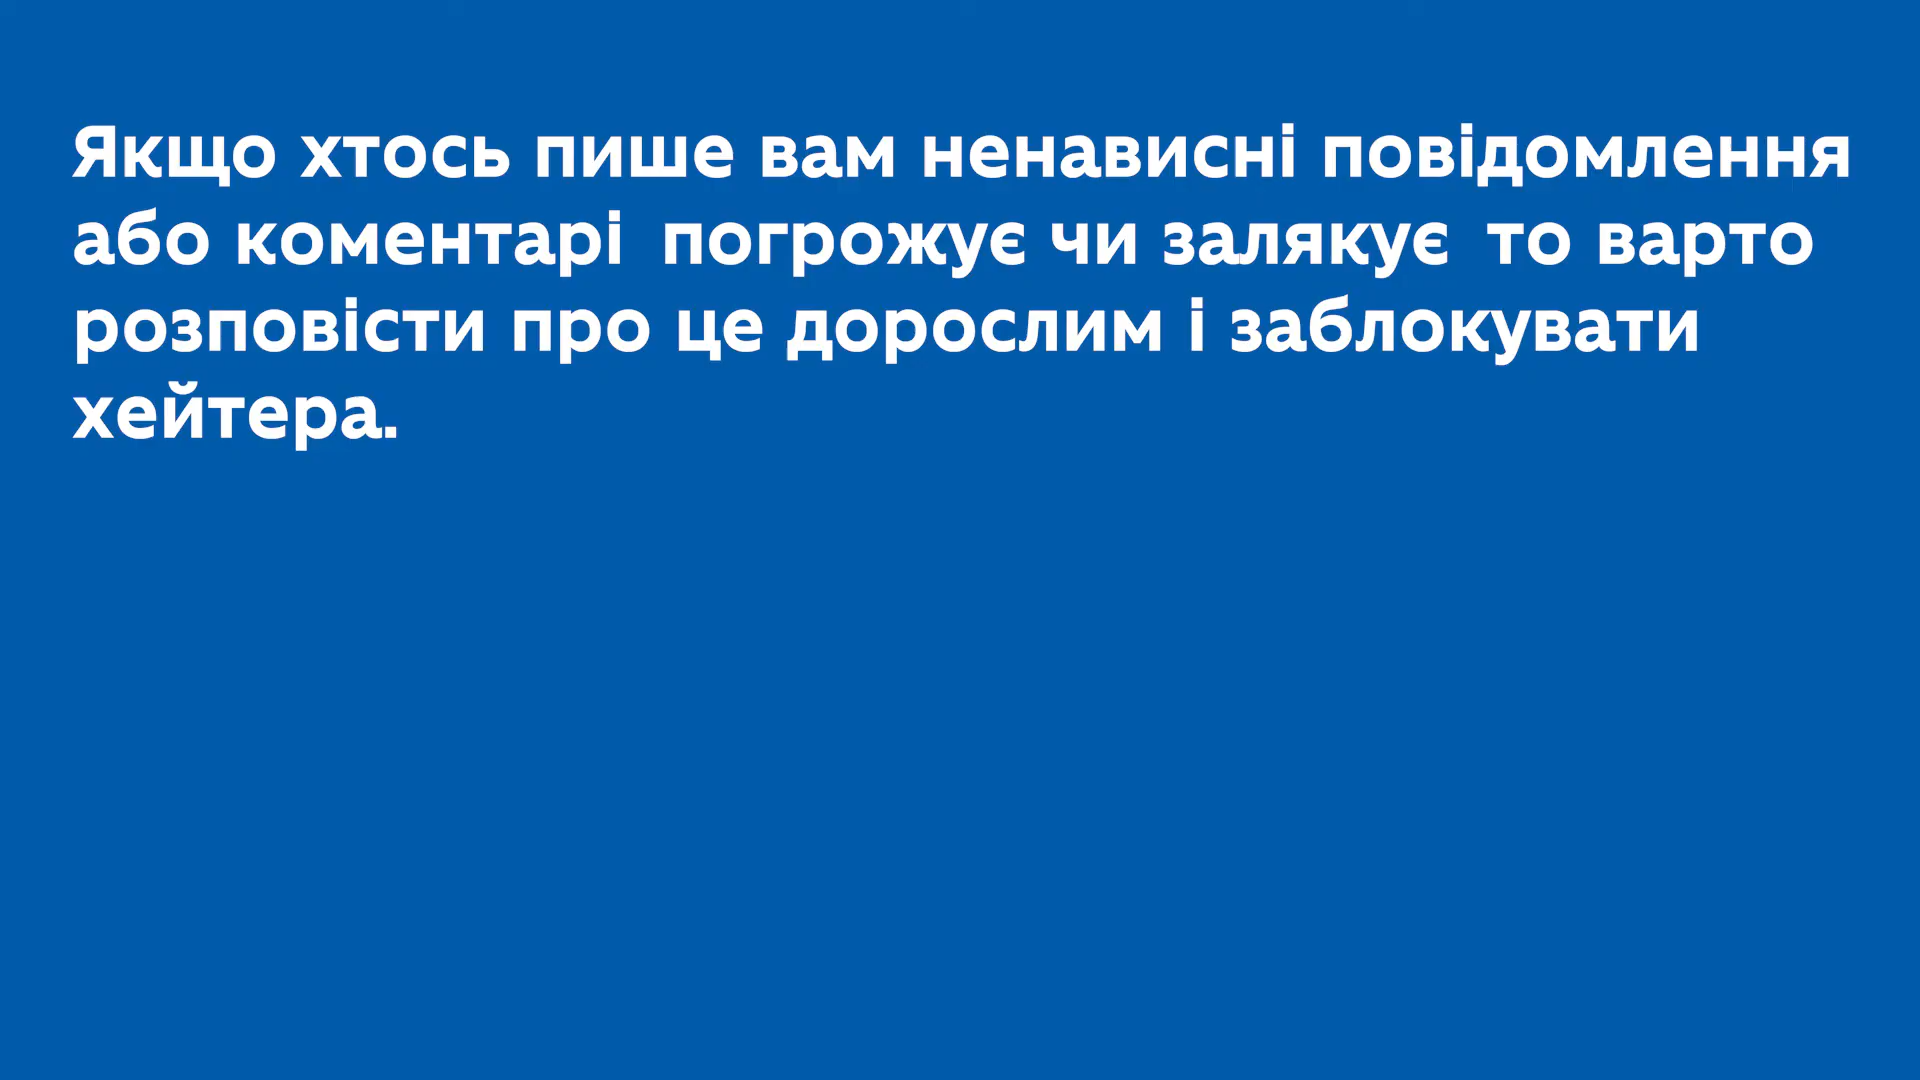 Якщо хтось пише вам ненависні повідомлення
або коментарі  погрожує чи залякує  то варто
розповісти про це дорослим і заблокувати
хейтера.